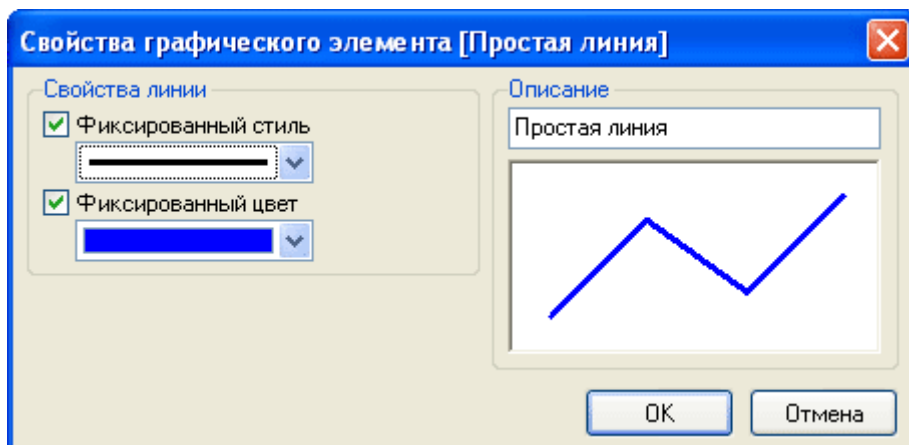 Свойства графического элемента [Простая линия]
Свойства линии
Фиксированный стиль
Фиксированный цвет
Описание
Простая линия
OK
Отмена